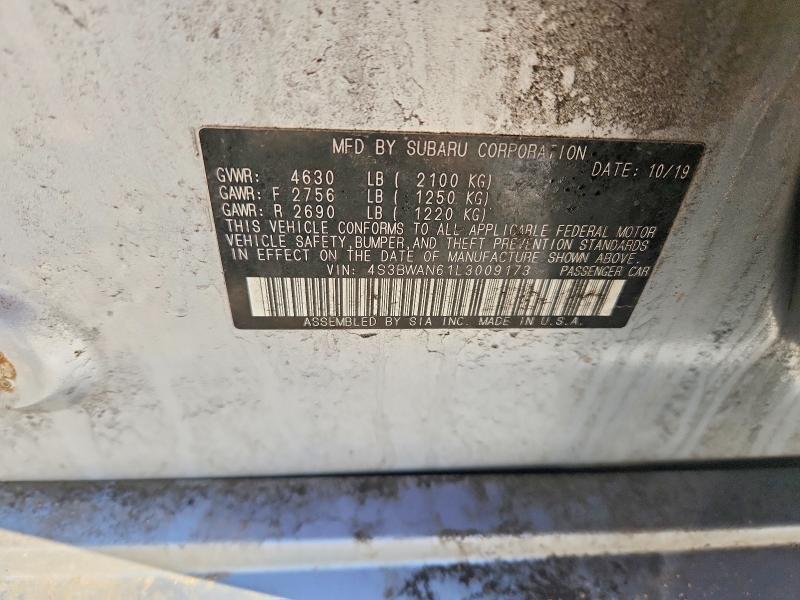 MFD BY SUBARU CORPORATION
DATE: 10/19
GVWR: 4630 LB ( 2100 KG)
GAWR: F 2756 LB ( 1250 KG)
GAWR: R 2690 LB ( 1220 KG)
THIS VEHICLE CONFORMS TO ALL APPLICABLE FEDERAL MOTOR
VEHICLE SAFETY, BUMPER, AND THEFT PREVENTION STANDARDS
IN EFFECT ON THE DATE OF MANUFACTURE SHOWN ABOVE.
VIN: 4S3BWAN61L3009173 PASSENGER CAR
ASSEMBLED BY SIA INC. MADE IN U.S.A.